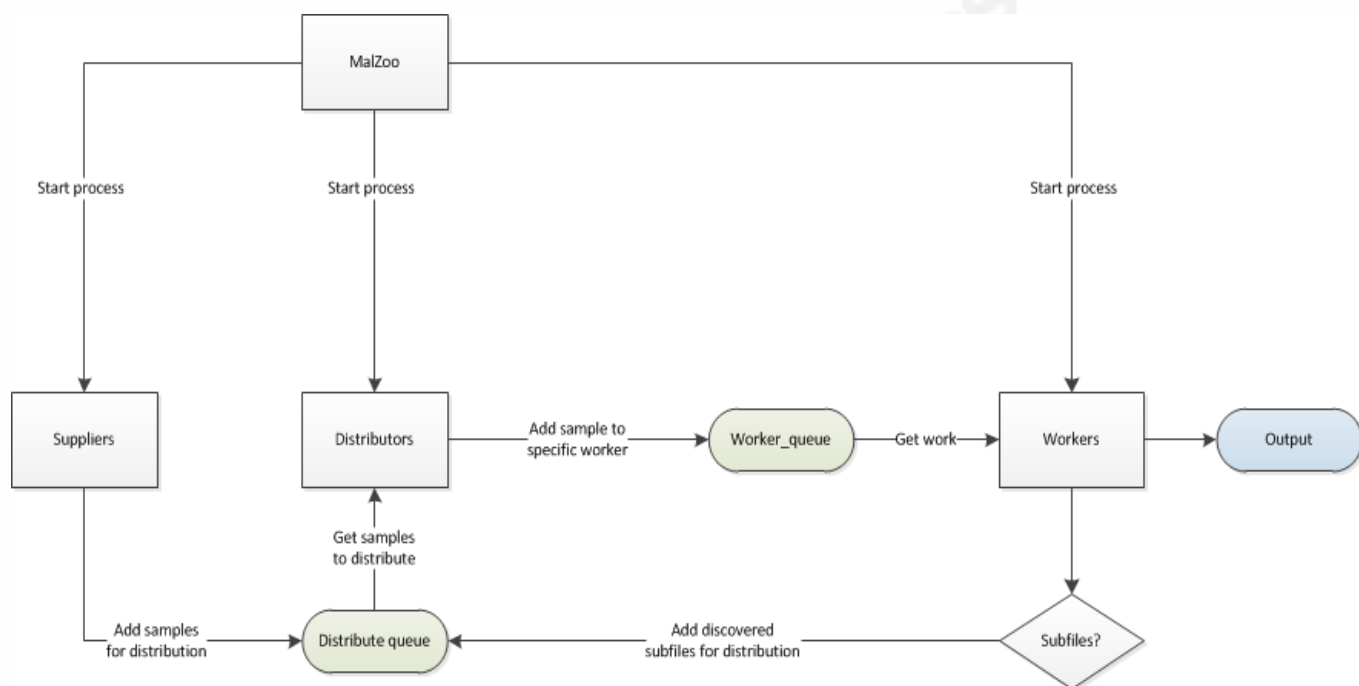 MalZoo
Start process
Start process
Start process
Suppliers
Distributors
Add sample to
specific worker
Worker_queue
Get work
Workers
Output
Get samples
to distribute
Add samples
for distribution
Distribute queue
Add discovered
subfiles for distribution
Subfiles?